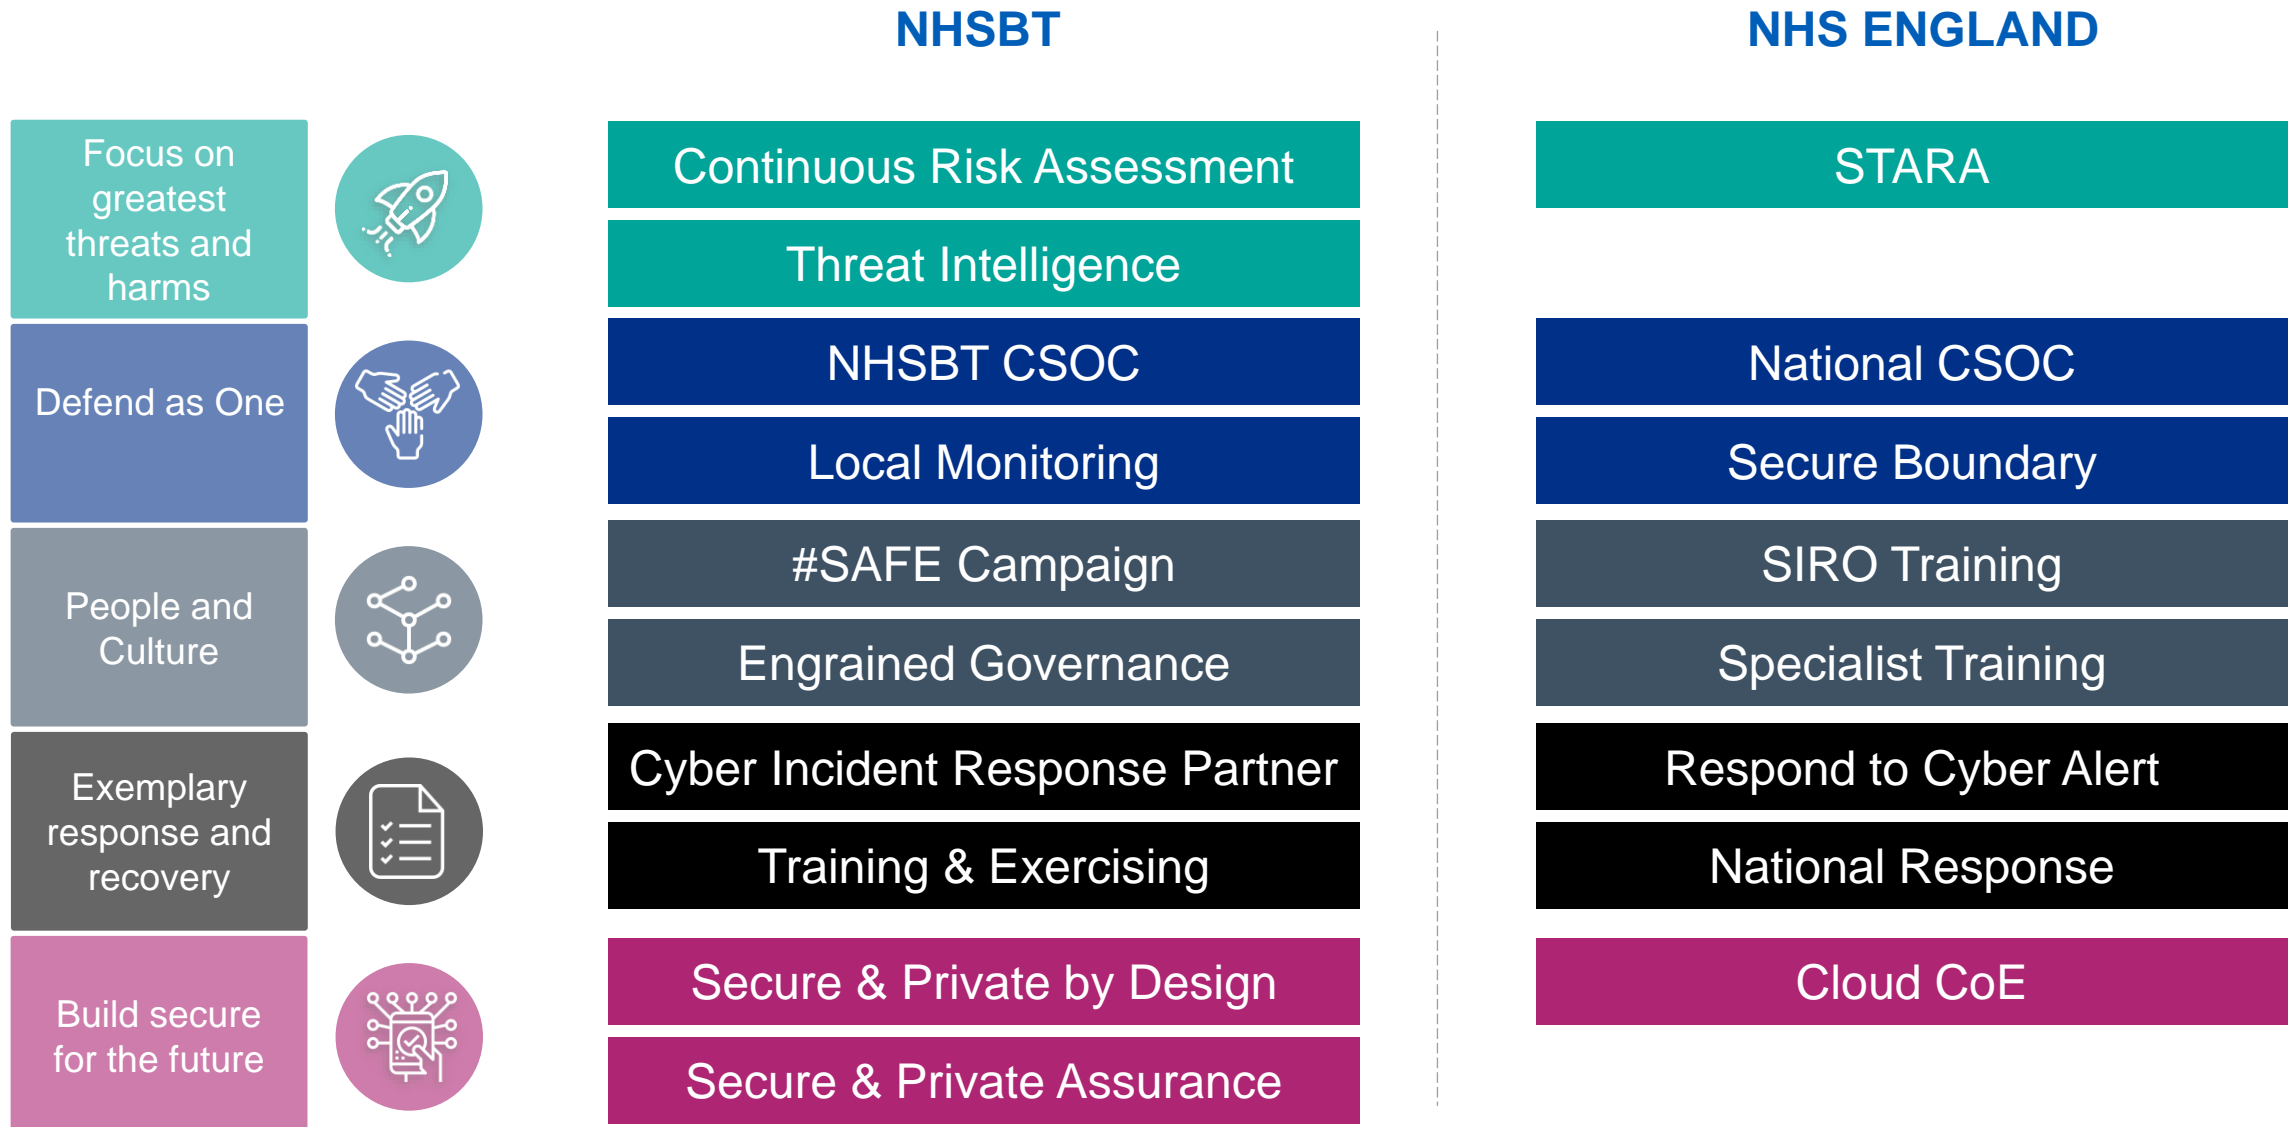 NHSBT
NHS ENGLAND
Focus on
greatest
threats and
harms
Continuous Risk Assessment
STARA
Threat Intelligence
Defend as One
NHSBT CSOC
National CSOC
Local Monitoring
Secure Boundary
People and
Culture
#SAFE Campaign
SIRO Training
Engrained Governance
Specialist Training
Exemplary
response and
recovery
Cyber Incident Response Partner
Respond to Cyber Alert
Training & Exercising
National Response
Build secure
for the future
Secure & Private by Design
Cloud CoE
Secure & Private Assurance